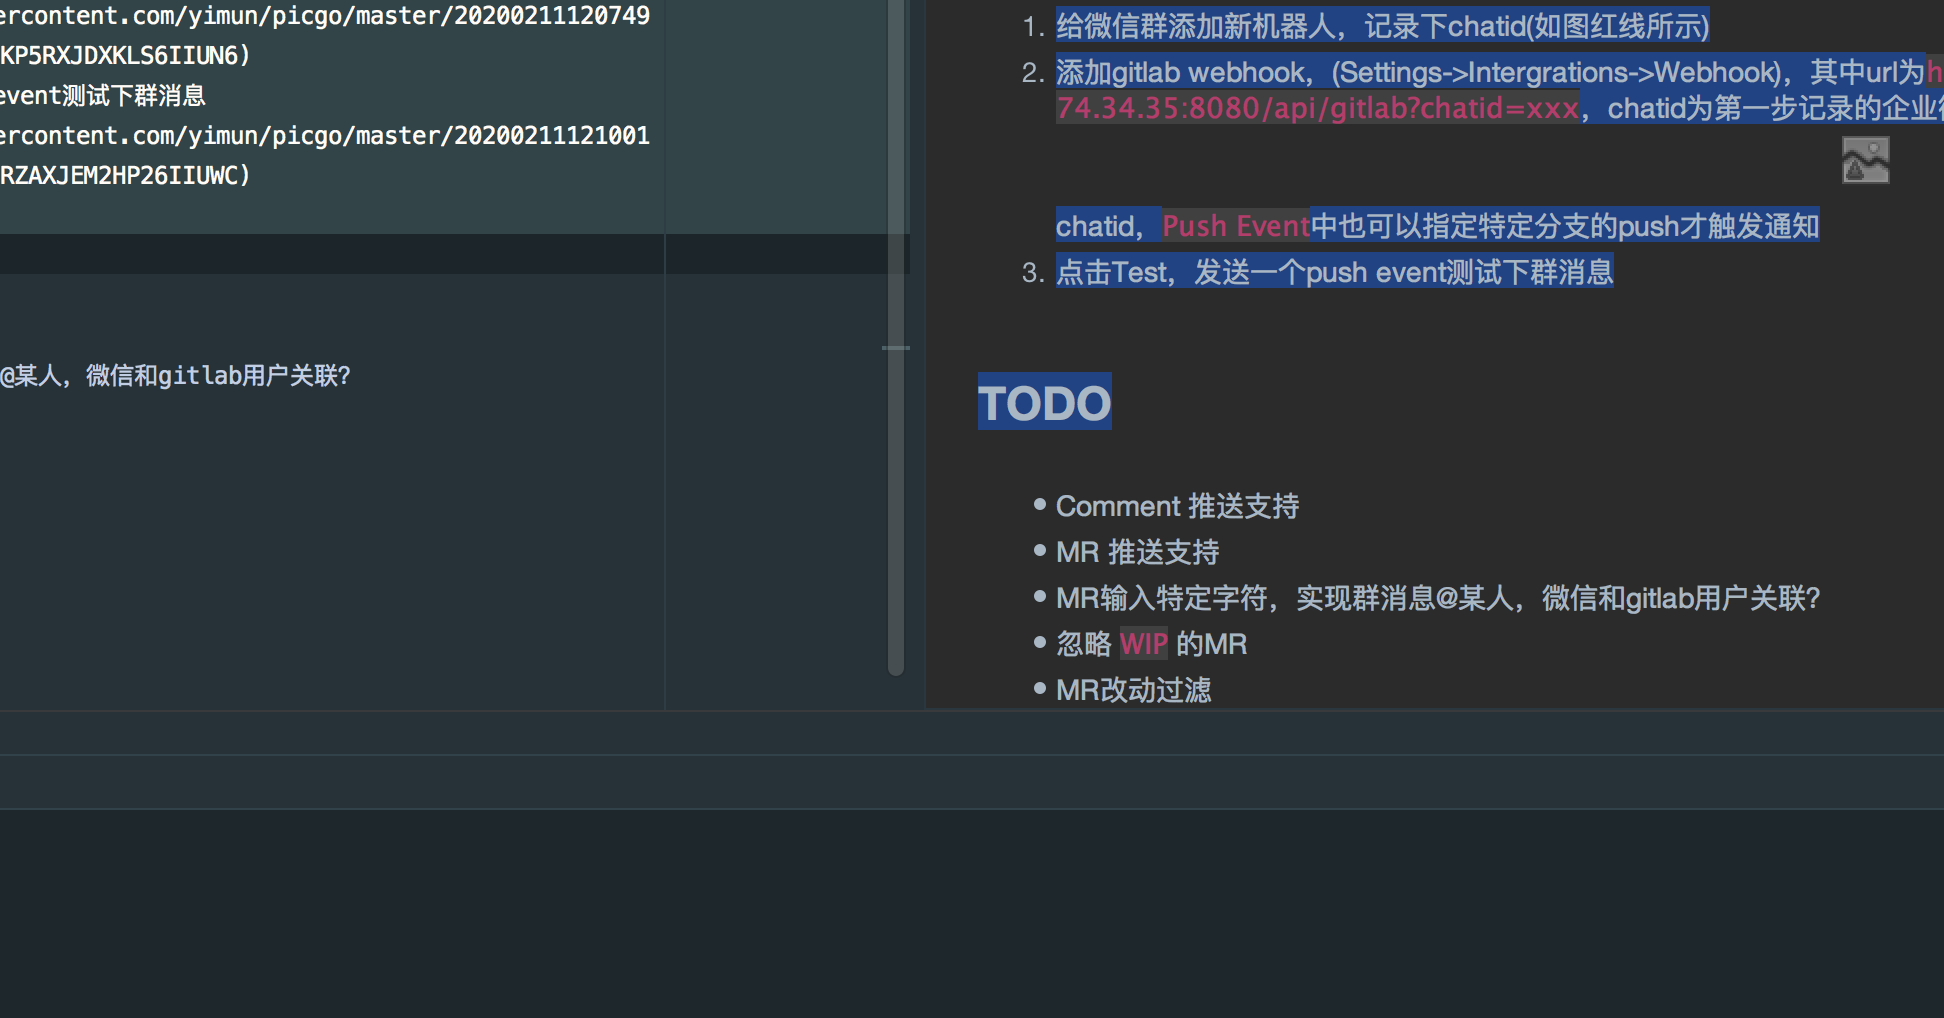 ercontent.com/yimun/picgo/master/20200211120749
KP5RXJDXKLS6IIUN6)
event测试下群消息
ercontent.com/yimun/picgo/master/20200211121001
RZAXJEM2HP26IIUWC)
@某人，微信和gitlab用户关联?
1. 给微信群添加新机器人，记录下chatid(如图红线所示)
2. 添加gitlab webhook，(Settings->Intergrations->Webhook)，其中url为h
74.34.35:8080/api/gitlab?chatid=xxx，chatid为第一步记录的企业
chatid，Push Event中也可以指定特定分支的push才触发通知
3. 点击Test，发送一个push event测试下群消息
TODO
• Comment 推送支持
• MR 推送支持
• MR输入特定字符，实现群消息@某人，微信和gitlab用户关联?
• 忽略 WIP 的MR
• MR改动过滤